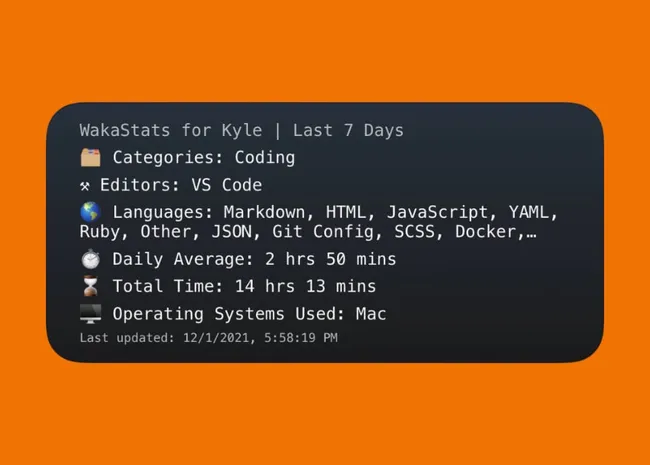 WakaStats for Kyle | Last 7 Days
🗂️ Categories: Coding
⚒ Editors: VS Code
🌎 Languages: Markdown, HTML, JavaScript, YAML,
Ruby, Other, JSON, Git Config, SCSS, Docker,…
⏱️ Daily Average: 2 hrs 50 mins
⌛ Total Time: 14 hrs 13 mins
🖥️ Operating Systems Used: Mac
Last updated: 12/1/2021, 5:58:19 PM